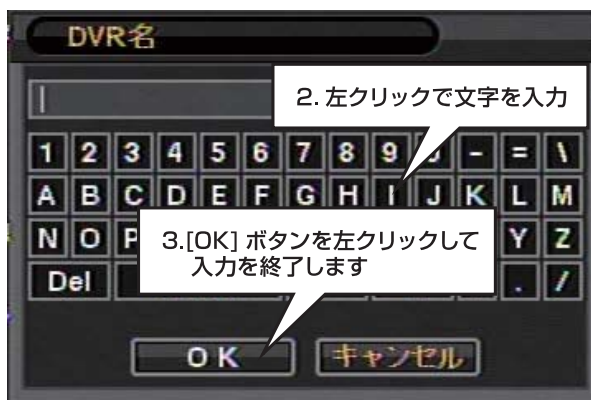 DVR名
2. 左クリックで文字を入力
1 2 3 4 5 6 7 8 9 - = \
A B C D E F G H I J K L M
N O P Y Z
3.[OK] ボタンを左クリックして
入力を終了します
Del . /
OK キャンセル